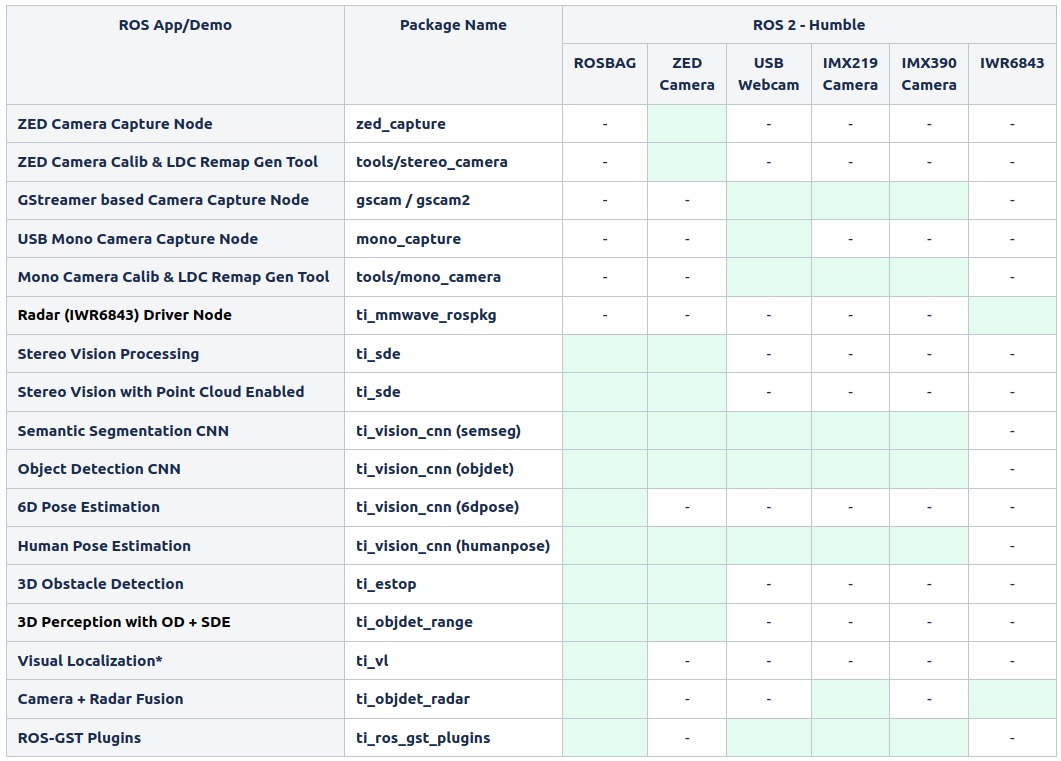 ROS App/Demo Package Name ROS 2 - Humble
ROSBAG ZED Camera USB Webcam IMX219 Camera IMX390 Camera IWR6843
ZED Camera Capture Node zed_capture - - - - -
ZED Camera Calib & LDC Remap Gen Tool tools/stereo_camera - - - - -
GStreamer based Camera Capture Node gscam / gscam2 - - -
USB Mono Camera Capture Node mono_capture - - - - -
Mono Camera Calib & LDC Remap Gen Tool tools/mono_camera - - -
Radar (IWR6843) Driver Node ti_mmwave_rospkg - - - - -
Stereo Vision Processing ti_sde - - - -
Stereo Vision with Point Cloud Enabled ti_sde - - - -
Semantic Segmentation CNN ti_vision_cnn (semseg) -
Object Detection CNN ti_vision_cnn (objdet) -
6D Pose Estimation ti_vision_cnn (6dpose) - - - - -
Human Pose Estimation ti_vision_cnn (humanpose) -
3D Obstacle Detection ti_estop - - - -
3D Perception with OD + SDE ti_objdet_range - - - -
Visual Localization* ti_vl - - - - -
Camera + Radar Fusion ti_objdet_radar - - -
ROS-GST Plugins ti_ros_gst_plugins - -